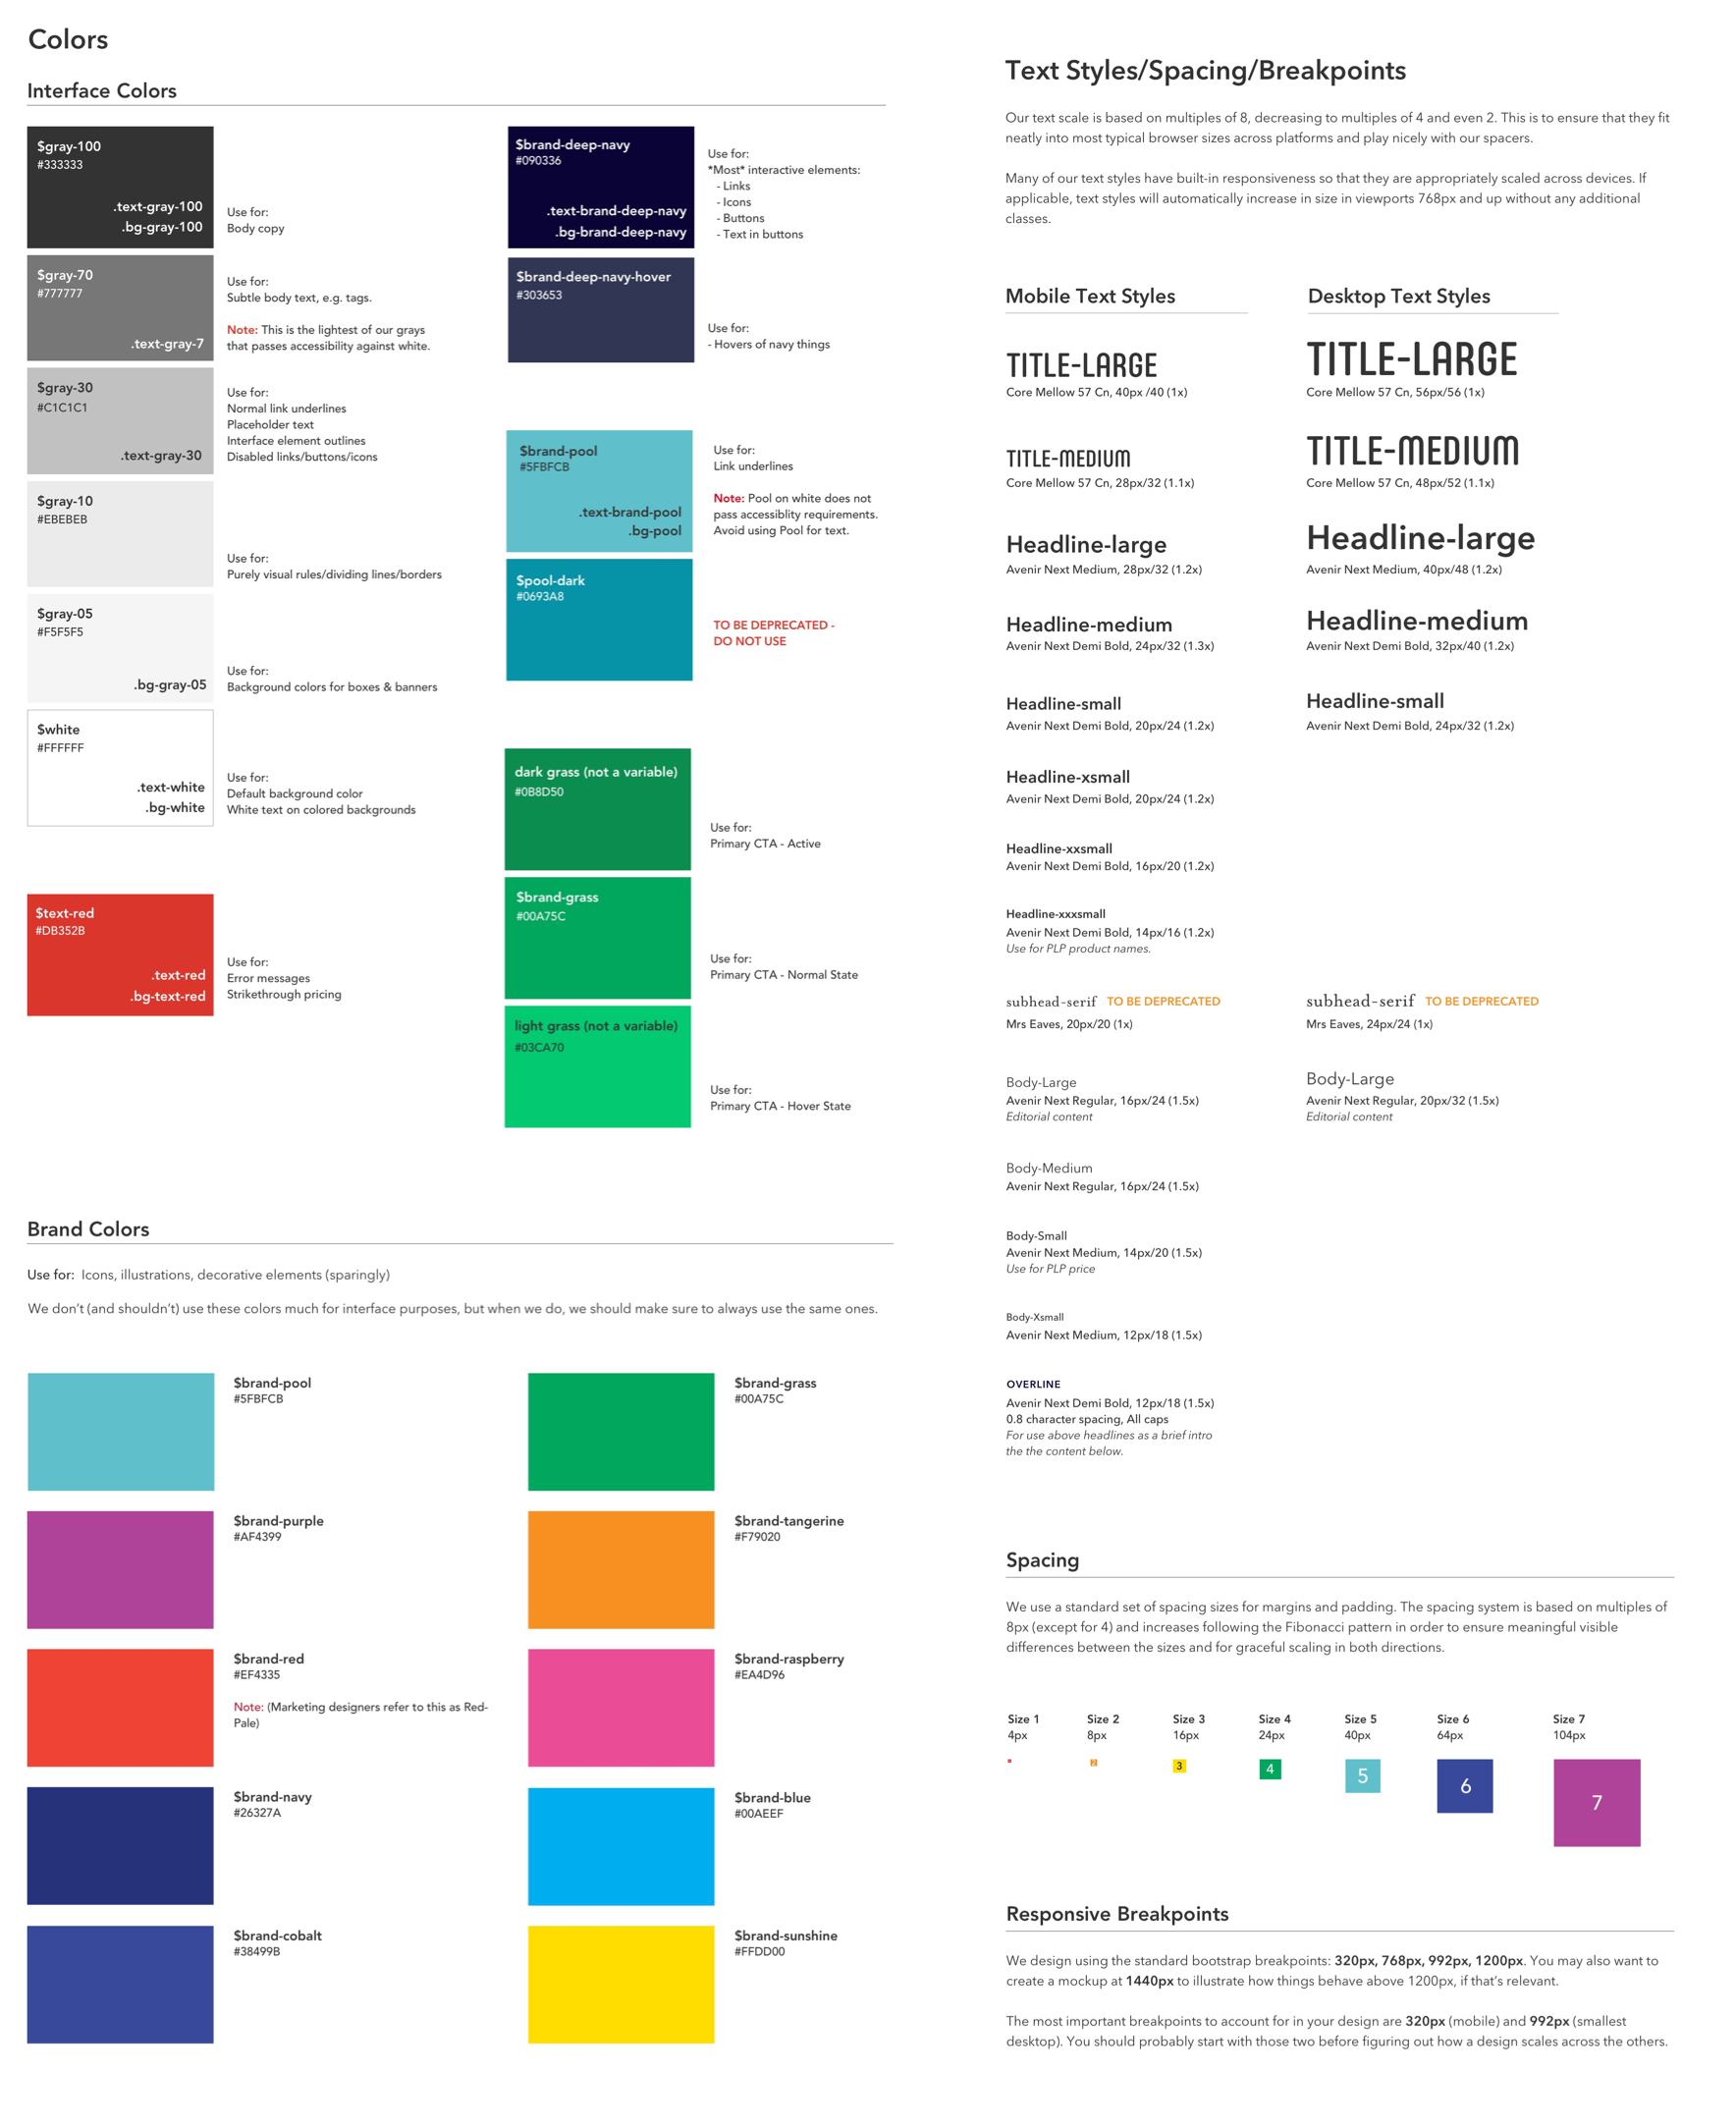 Colors
Interface Colors
$gray-100
#333333
.text-gray-100
.bg-gray-100
Use for:
Body copy
$gray-70
#777777
.text-gray-7
Use for:
Subtle body text, e.g. tags.
Note: This is the lightest of our grays
that passes accessibility against white.
$gray-30
#C1C1C1
.text-gray-30
Use for:
Normal link underlines
Placeholder text
Interface element outlines
Disabled links/buttons/icons
$gray-10
#EBEBEB
Use for:
Purely visual rules/dividing lines/borders
$gray-05
#F5F5F5
.bg-gray-05
Use for:
Background colors for boxes & banners
$white
#FFFFFF
.text-white
.bg-white
Use for:
Default background color
White text on colored backgrounds
$text-red
#DB352B
.text-red
.bg-text-red
Use for:
Error messages
Strikethrough pricing
$brand-deep-navy
#090336
.text-brand-deep-navy
.bg-brand-deep-navy
Use for:
*Most* interactive elements:
- Links
- Icons
- Buttons
- Text in buttons
$brand-deep-navy-hover
#303653
Use for:
- Hovers of navy things
$brand-pool
#5FBFCB
.text-brand-pool
.bg-pool
Use for:
Link underlines
Note: Pool on white does not
pass accessiblity requirements.
Avoid using Pool for text.
$pool-dark
#0693A8
TO BE DEPRECATED -
DO NOT USE
dark grass (not a variable)
#0B8D50
Use for:
Primary CTA - Active
$brand-grass
#00A75C
Use for:
Primary CTA - Normal State
light grass (not a variable)
#03CA70
Use for:
Primary CTA - Hover State
Brand Colors
Use for: Icons, illustrations, decorative elements (sparingly)
We don't (and shouldn't) use these colors much for interface purposes, but when we do, we should make sure to always use the same ones.
$brand-pool
#5FBFCB
$brand-grass
#00A75C
$brand-purple
#AF4399
$brand-tangerine
#F79020
$brand-red
#EF4335
Note: (Marketing designers refer to this as Red-
Pale)
$brand-raspberry
#EA4D96
$brand-navy
#26327A
$brand-blue
#00AEEF
$brand-cobalt
#38499B
$brand-sunshine
#FFDD00
Text Styles/Spacing/Breakpoints
Our text scale is based on multiples of 8, decreasing to multiples of 4 and even 2. This is to ensure that they fit
neatly into most typical browser sizes across platforms and play nicely with our spacers.
Many of our text styles have built-in responsiveness so that they are appropriately scaled across devices. If
applicable, text styles will automatically increase in size in viewports 768px and up without any additional
classes.
Mobile Text Styles
TITLE-LARGE
Core Mellow 57 Cn, 40px /40 (1x)
TITLE-MEDIUM
Core Mellow 57 Cn, 28px/32 (1.1x)
Headline-large
Avenir Next Medium, 28px/32 (1.2x)
Headline-medium
Avenir Next Demi Bold, 24px/32 (1.3x)
Headline-small
Avenir Next Demi Bold, 20px/24 (1.2x)
Headline-xsmall
Avenir Next Demi Bold, 20px/24 (1.2x)
Headline-xxsmall
Avenir Next Demi Bold, 16px/20 (1.2x)
Headline-xxxsmall
Avenir Next Demi Bold, 14px/16 (1.2x)
Use for PLP product names.
subhead-serif TO BE DEPRECATED
Mrs Eaves, 20px/20 (1x)
Body-Large
Avenir Next Regular, 16px/24 (1.5x)
Editorial content
Body-Medium
Avenir Next Regular, 16px/24 (1.5x)
Body-Small
Avenir Next Medium, 14px/20 (1.5x)
Use for PLP price
Body-Xsmall
Avenir Next Medium, 12px/18 (1.5x)
OVERLINE
Avenir Next Demi Bold, 12px/18 (1.5x)
0.8 character spacing, All caps
For use above headlines as a brief intro
the the content below.
Desktop Text Styles
TITLE-LARGE
Core Mellow 57 Cn, 56px/56 (1x)
TITLE-MEDIUM
Core Mellow 57 Cn, 48px/52 (1.1x)
Headline-large
Avenir Next Medium, 40px/48 (1.2x)
Headline-medium
Avenir Next Demi Bold, 32px/40 (1.2x)
Headline-small
Avenir Next Demi Bold, 24px/32 (1.2x)
subhead-serif TO BE DEPRECATED
Mrs Eaves, 24px/24 (1x)
Body-Large
Avenir Next Regular, 20px/32 (1.5x)
Editorial content
Spacing
We use a standard set of spacing sizes for margins and padding. The spacing system is based on multiples of
8px (except for 4) and increases following the Fibonacci pattern in order to ensure meaningful visible
differences between the sizes and for graceful scaling in both directions.
Size 1
4px
Size 2
8px
2
Size 3
16px
3
Size 4
24px
4
Size 5
40px
5
Size 6
64px
6
Size 7
104px
7
Responsive Breakpoints
We design using the standard bootstrap breakpoints: 320px, 768px, 992px, 1200px. You may also want to
create a mockup at 1440px to illustrate how things behave above 1200px, if that's relevant.
The most important breakpoints to account for in your design are 320px (mobile) and 992px (smallest
desktop). You should probably start with those two before figuring out how a design scales across the others.